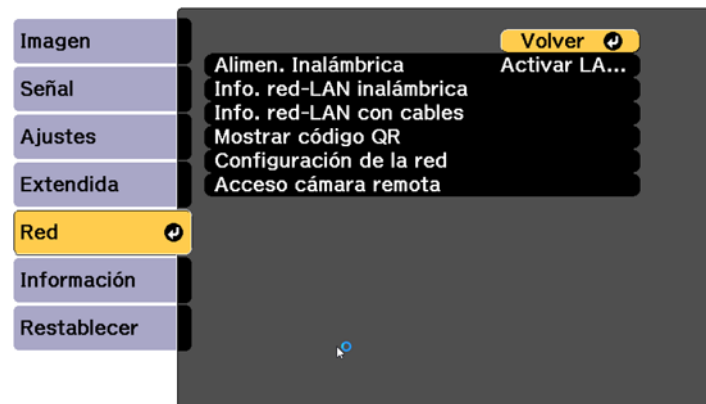 Imagen
Señal
Ajustes
Extendida
Red
Información
Restablecer
Volver
Alimen. Inalámbrica Activar LA...
Info. red-LAN inalámbrica
Info. red-LAN con cables
Mostrar código QR
Configuración de la red
Acceso cámara remota